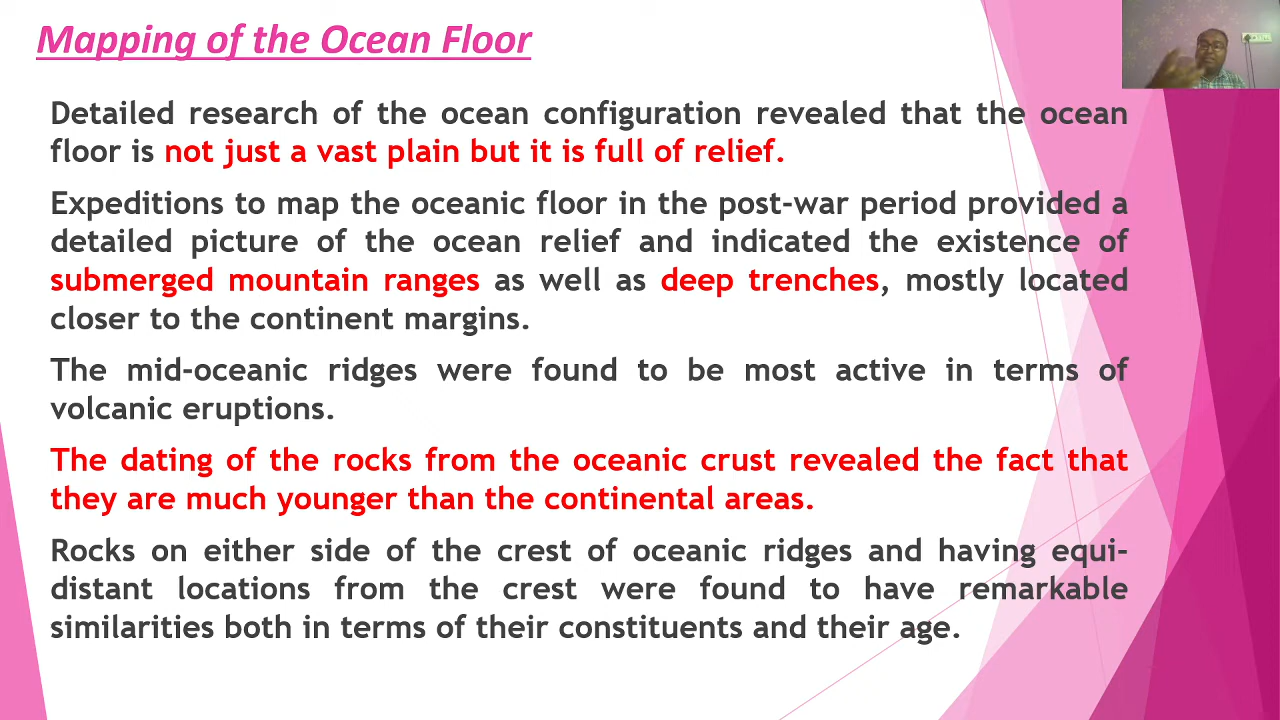 Mapping of the Ocean Floor
Detailed research of the ocean configuration revealed that the ocean
floor is not just a vast plain but it is full of relief.
Expeditions to map the oceanic floor in the post-war period provided a
detailed picture of the ocean relief and indicated the existence of
submerged mountain ranges as well as deep trenches, mostly located
closer to the continent margins.
The mid-oceanic ridges were found to be most active in terms of
volcanic eruptions.
The dating of the rocks from the oceanic crust revealed the fact that
they are much younger than the continental areas.
Rocks on either side of the crest of oceanic ridges and having equi-
distant locations from the crest were found to have remarkable
similarities both in terms of their constituents and their age.